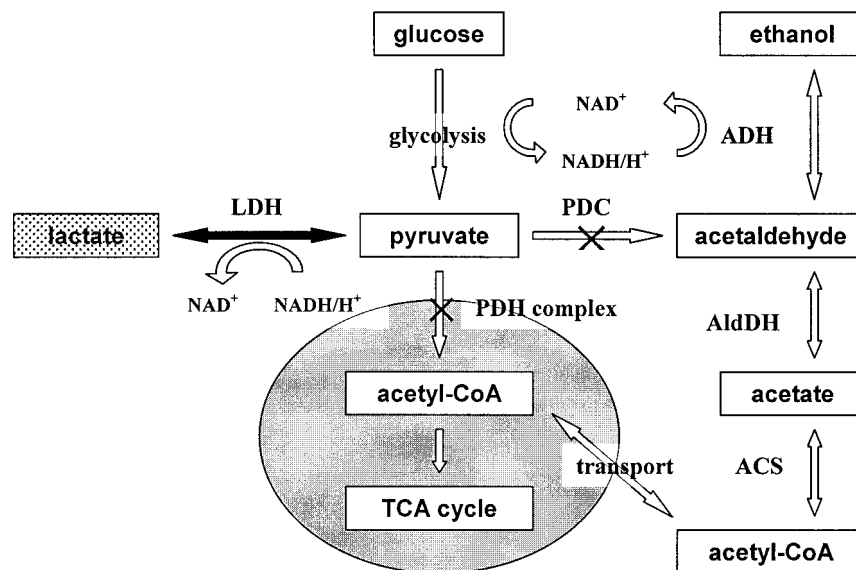 glucose
ethanol
NAD+
glycolysis
ADH
NADH/H+
LDH
PDC
lactate
pyruvate
acetaldehyde
NAD+
NADH/H+
PDH complex
AldDH
acetyl-CoA
acetate
transport
ACS
TCA cycle
acetyl-CoA